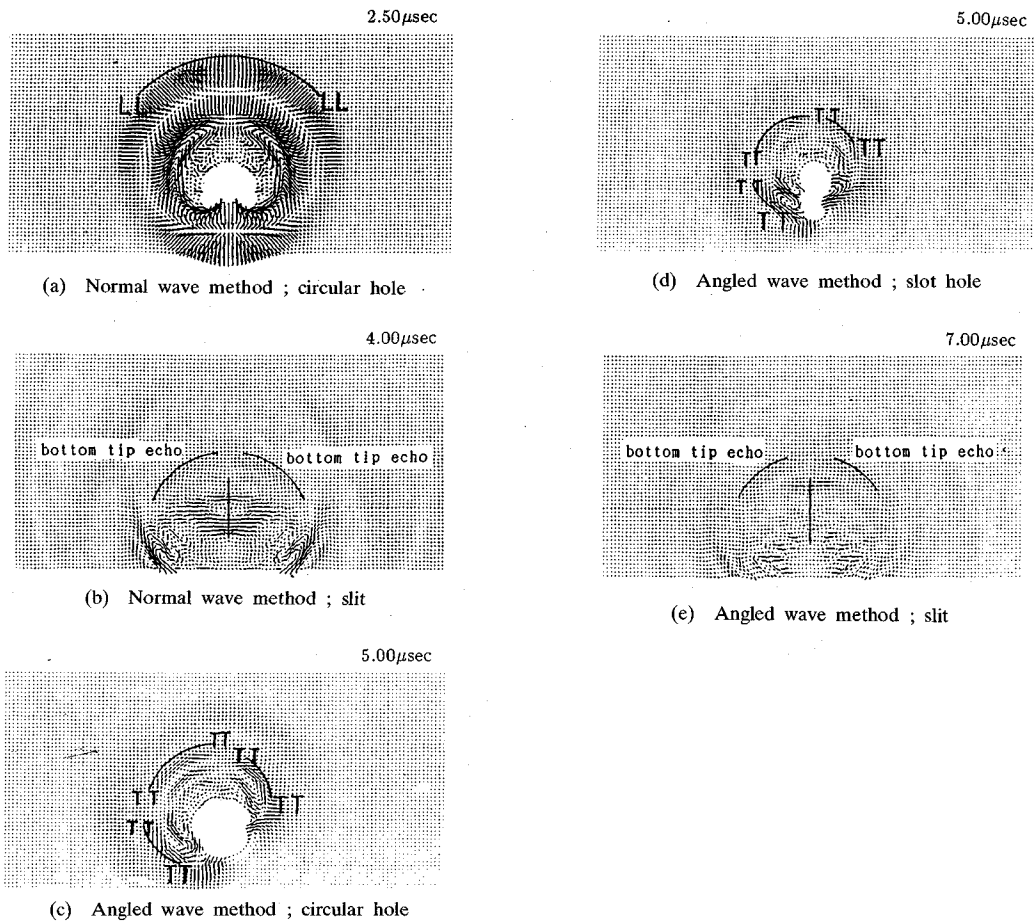 2.50μsec
LL LL
(a) Normal wave method ; circular hole
4.00μsec
bottom tip echo bottom tip echo
(b) Normal wave method ; slit
5.00μsec
TT
TT
TT TT
TT
TT
(c) Angled wave method ; circular hole
5.00μsec
TT
TT
TT
TT
TT
(d) Angled wave method ; slot hole
7.00μsec
bottom tip echo bottom tip echo
(e) Angled wave method ; slit